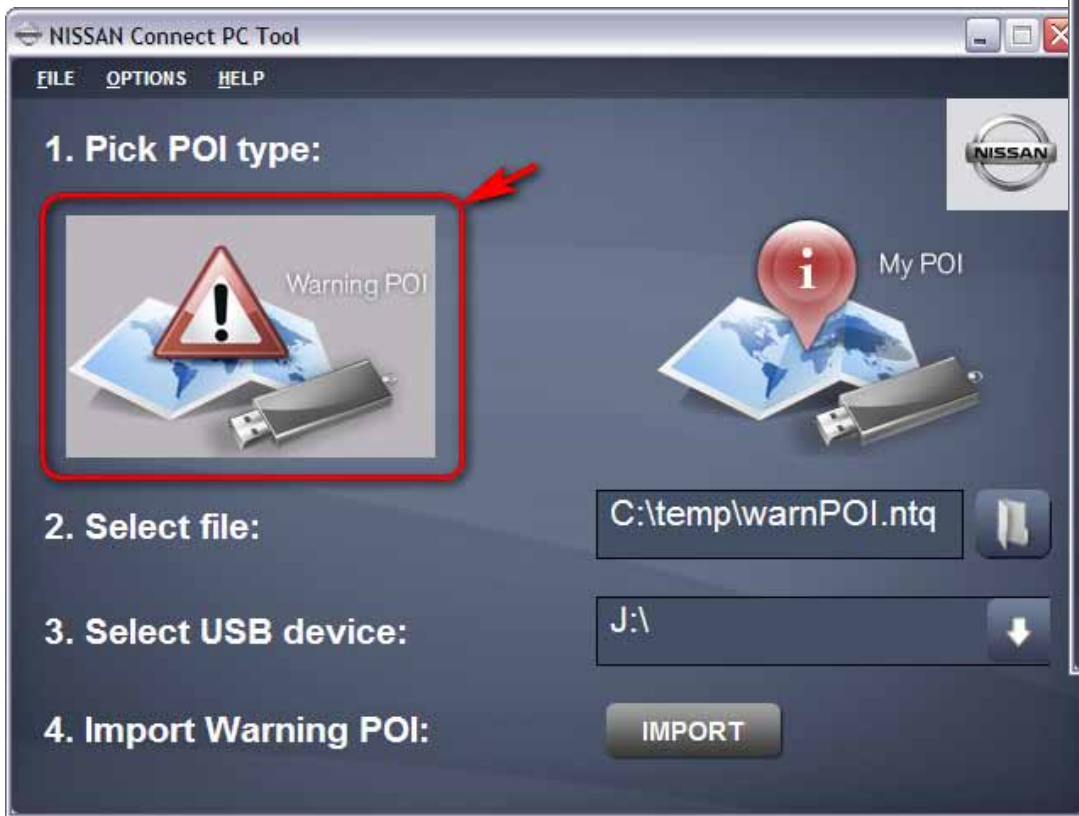 NISSAN Connect PC Tool
FILE OPTIONS HELP
1. Pick POI type:
NISSAN
Warning POI
i My POI
2. Select file:
C:\temp\warnPOI.ntq
3. Select USB device:
J:\
4. Import Warning POI:
IMPORT